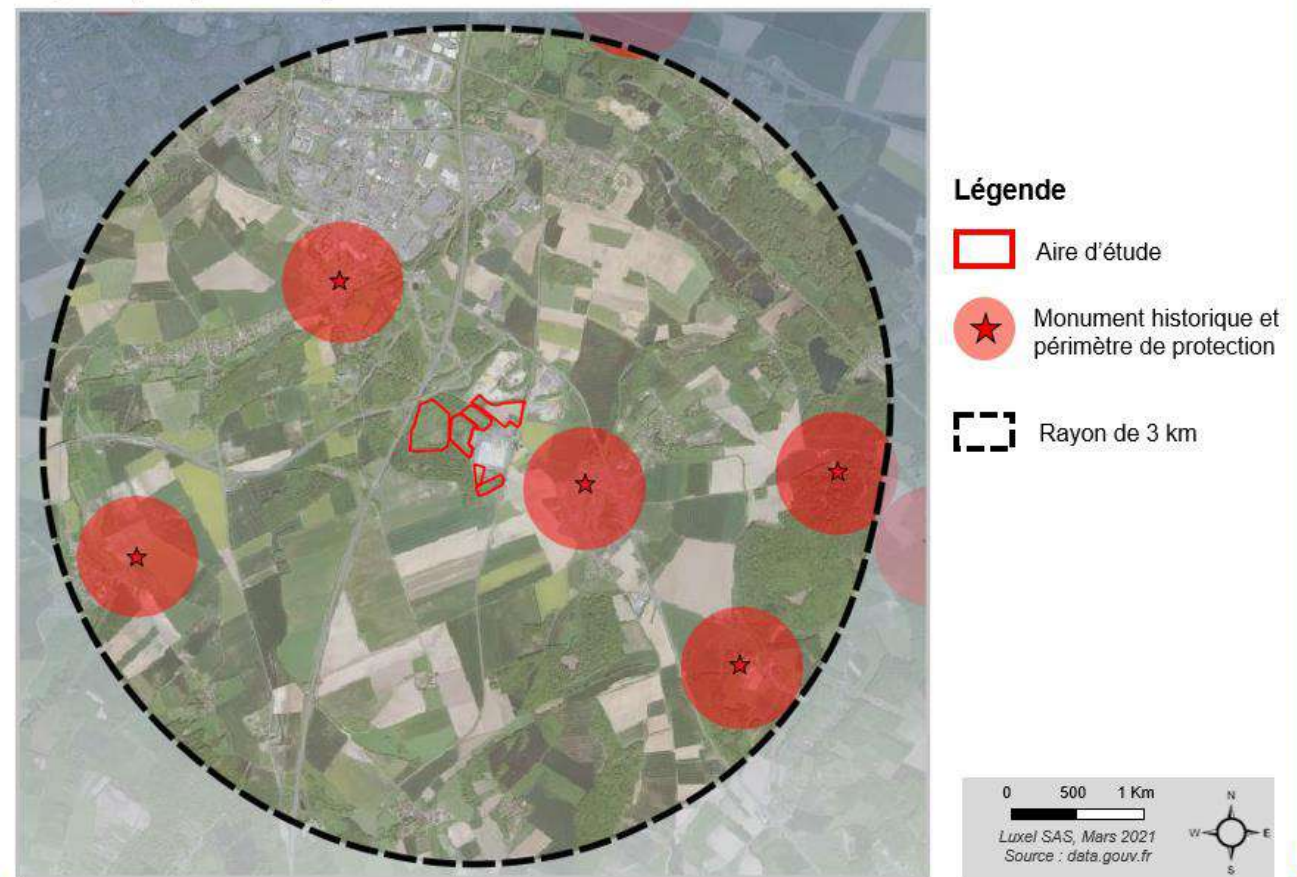 Légende
Aire d'étude
Monument historique et
périmètre de protection
Rayon de 3 km
0 500 1 Km
Luxel SAS, Mars 2021
Source : data.gouv.fr
N
W E
S